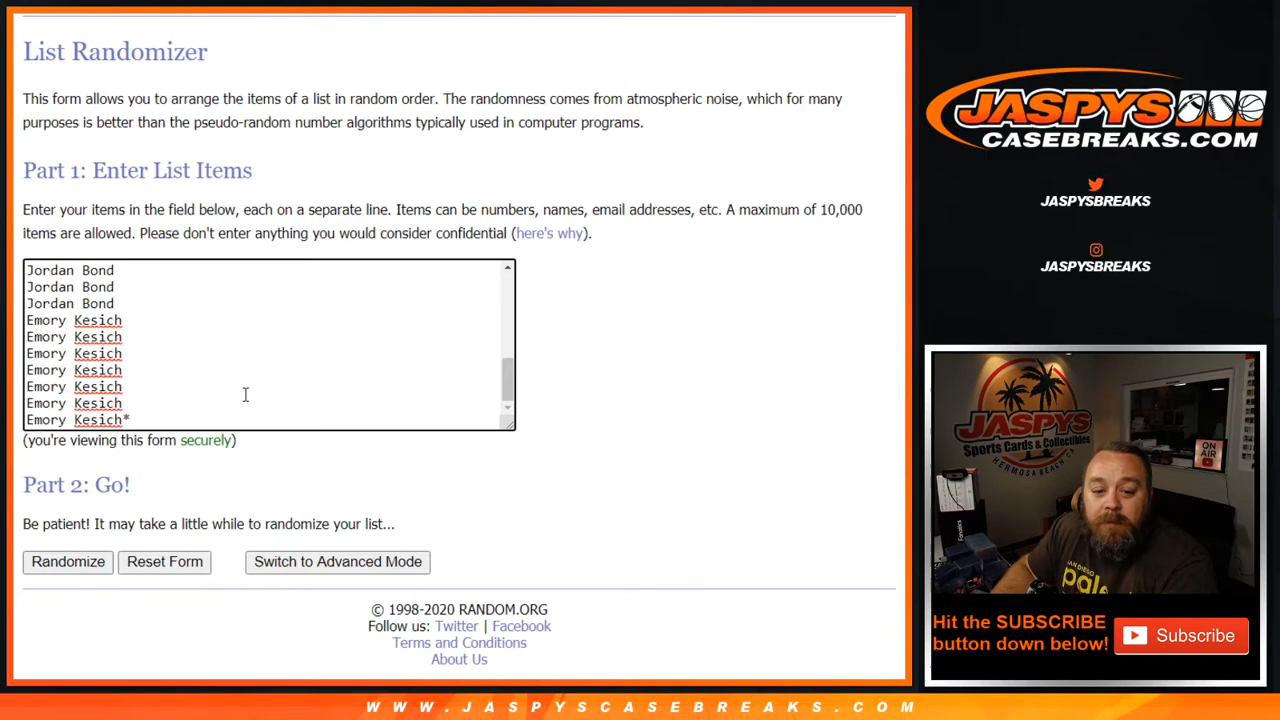 List Randomizer
This form allows you to arrange the items of a list in random order. The randomness comes from atmospheric noise, which for many
purposes is better than the pseudo-random number algorithms typically used in computer programs.
Part 1: Enter List Items
Enter your items in the field below, each on a separate line. Items can be numbers, names, email addresses, etc. A maximum of 10,000
items are allowed. Please don't enter anything you would consider confidential (here's why).
Jordan Bond
Jordan Bond
Jordan Bond
Emory Kesich
Emory Kesich
Emory Kesich
Emory Kesich
Emory Kesich
Emory Kesich
Emory Kesich*
(you're viewing this form securely)
Part 2: Go!
Be patient! It may take a little while to randomize your list...
Randomize Reset Form Switch to Advanced Mode
© 1998-2020 RANDOM.ORG
Follow us: Twitter | Facebook
Terms and Conditions
About Us
JASPYS
CASEBREAKS.COM
JASPYSBREAKS
JASPYSBREAKS
JASPYS
Sports Cards & Collectibles
HERMOSA BEACH, CA
ON
AIR
Fanatics
SAN DIEGO
Hit the SUBSCRIBE
button down below!
Subscribe
WWW.JASPYSCASEBREAKS.COM